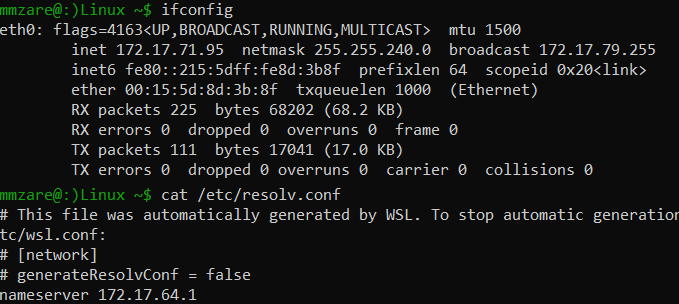 mmzare@:)Linux ~$ ifconfig
eth0: flags=4163<UP,BROADCAST,RUNNING,MULTICAST>  mtu 1500
        inet 172.17.71.95  netmask 255.255.240.0  broadcast 172.17.79.255
        inet6 fe80::215:5dff:fe8d:3b8f  prefixlen 64  scopeid 0x20<link>
        ether 00:15:5d:8d:3b:8f  txqueuelen 1000  (Ethernet)
        RX packets 225  bytes 68202 (68.2 KB)
        RX errors 0  dropped 0  overruns 0  frame 0
        TX packets 111  bytes 17041 (17.0 KB)
        TX errors 0  dropped 0 overruns 0  carrier 0  collisions 0
mmzare@:)Linux ~$ cat /etc/resolv.conf
# This file was automatically generated by WSL. To stop automatic generation
tc/wsl.conf:
# [network]
# generateResolvConf = false
nameserver 172.17.64.1